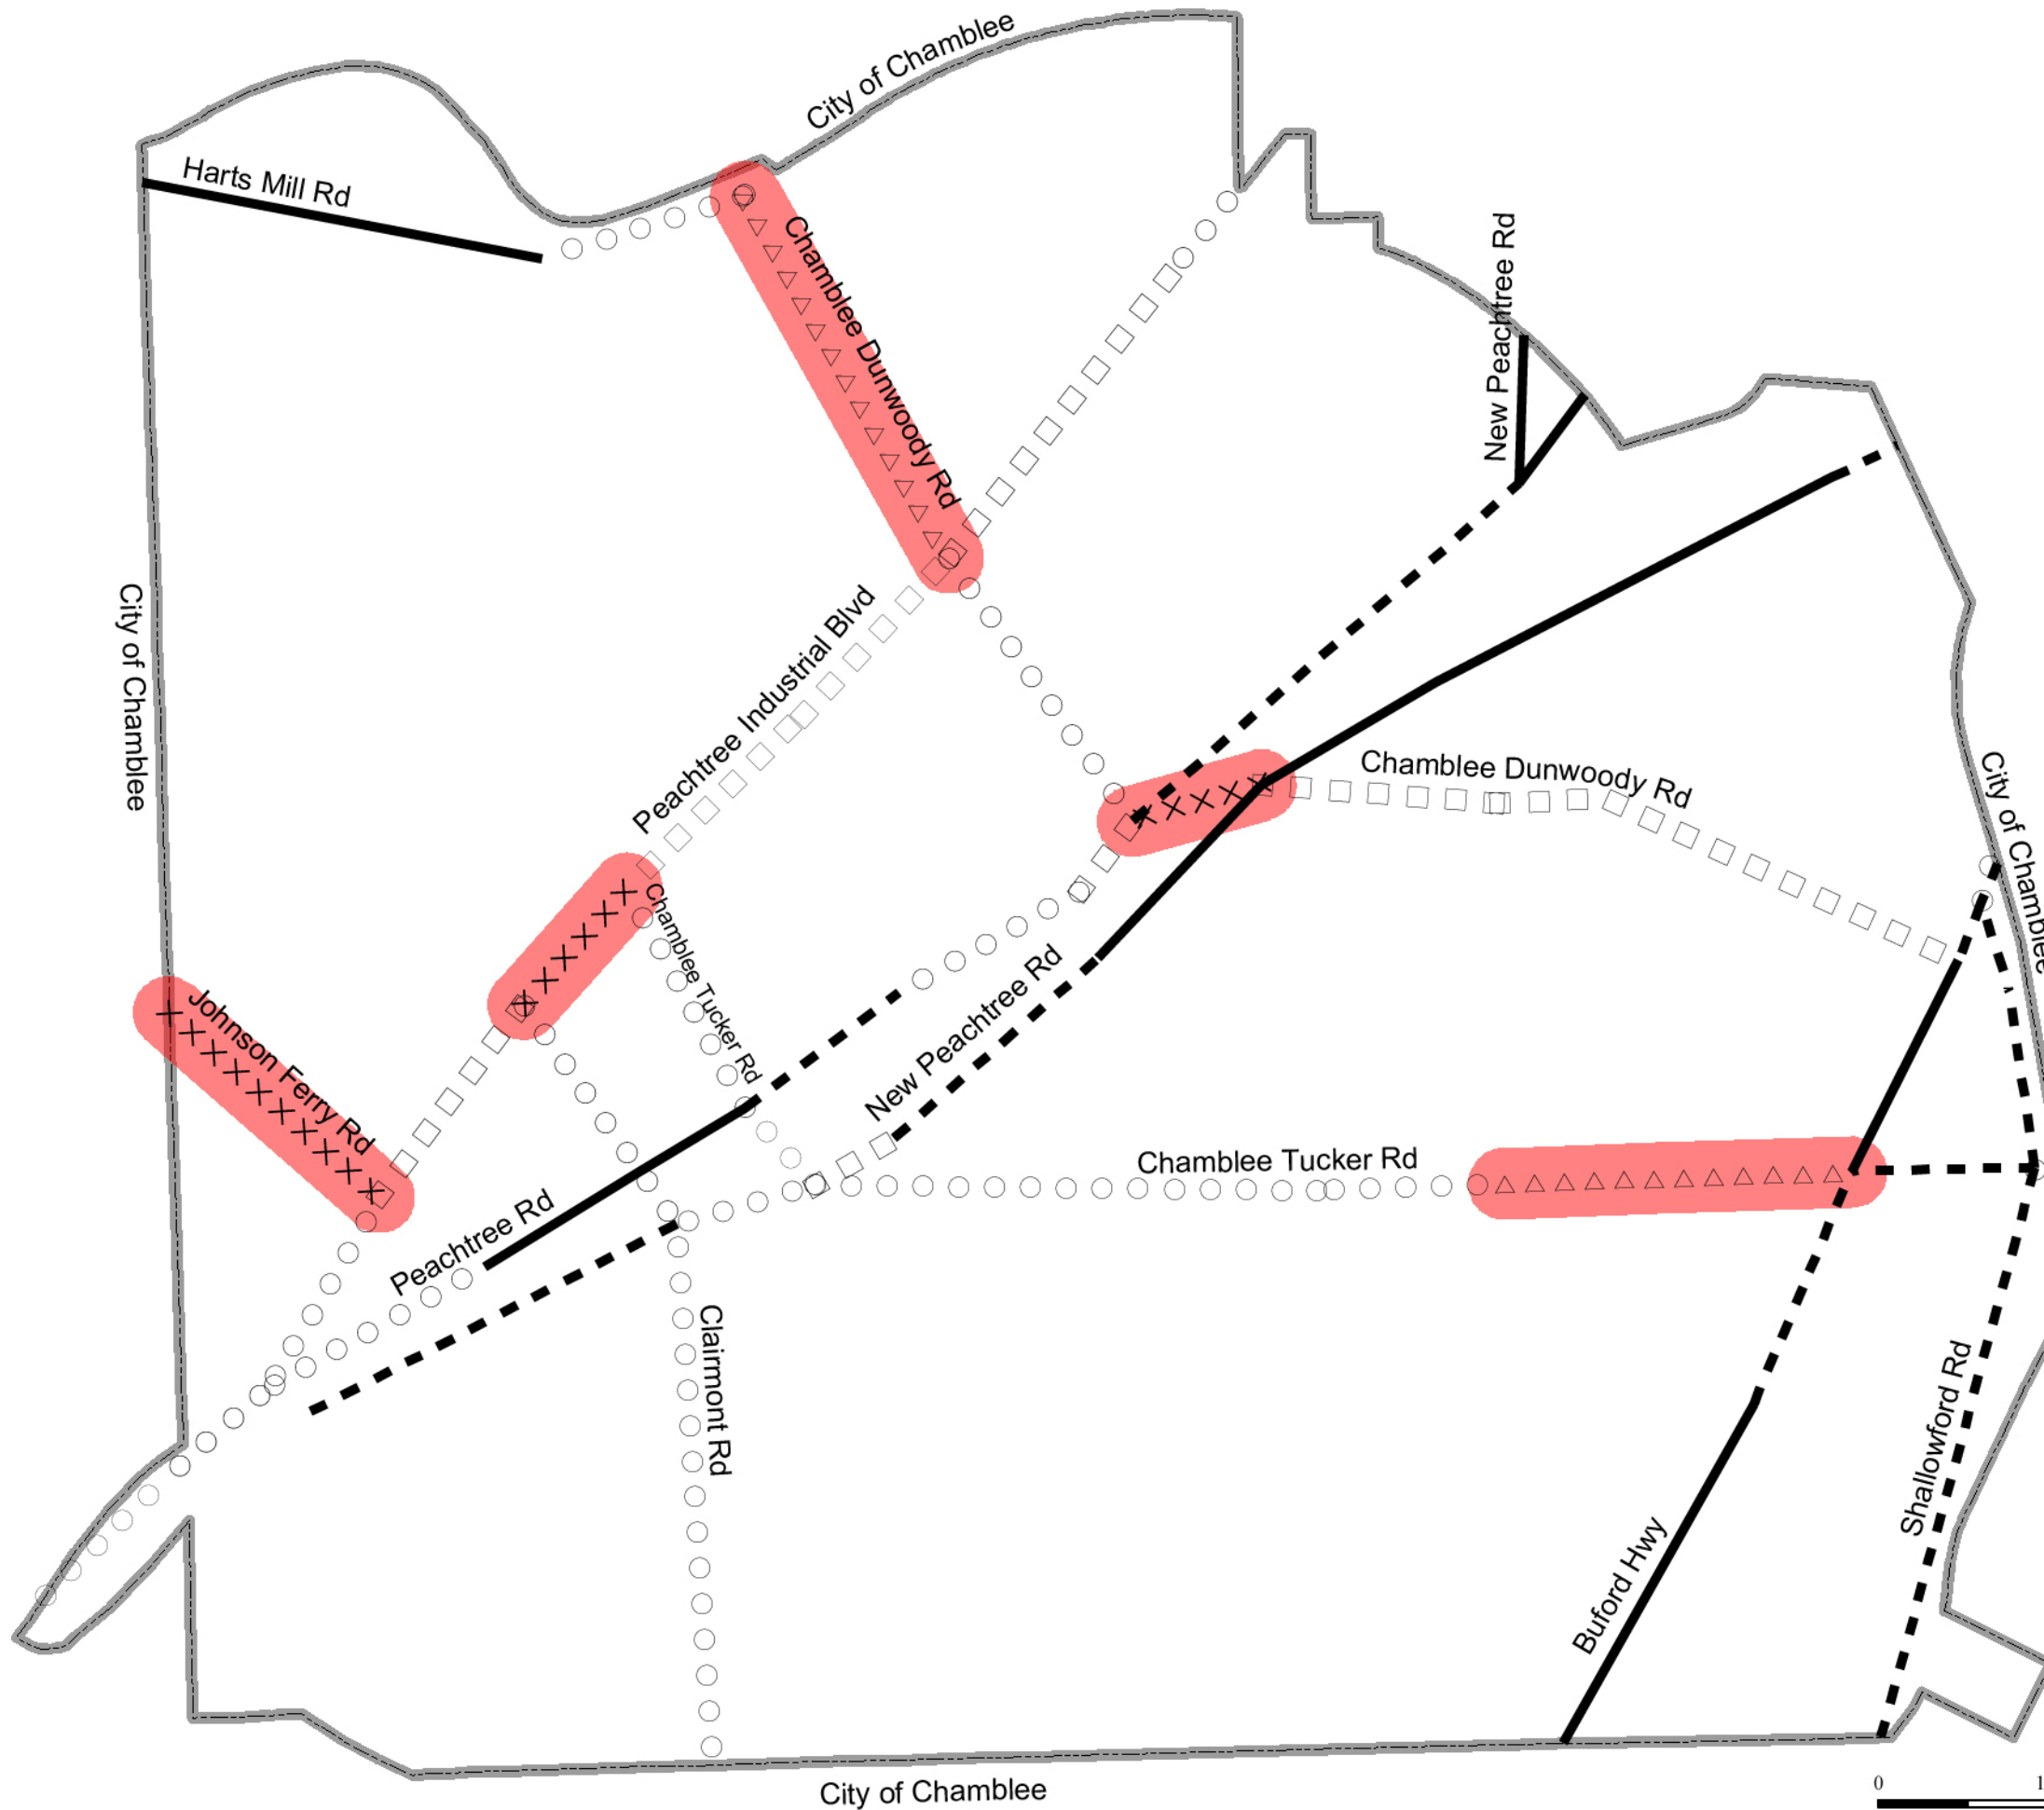 City of Chamblee
Harts Mill Rd
New Peachtree Rd
Chamblee Dunwoody Rd
City of Chamblee
Peachtree Industrial Blvd
Chamblee Dunwoody Rd
City of Chamblee
Chamblee Tucker Rd
New Peachtree Rd
Johnson Ferry Rd
Chamblee Tucker Rd
Peachtree Rd
Clairmont Rd
Shallowford Rd
Buford Hwy
City of Chamblee
0 1